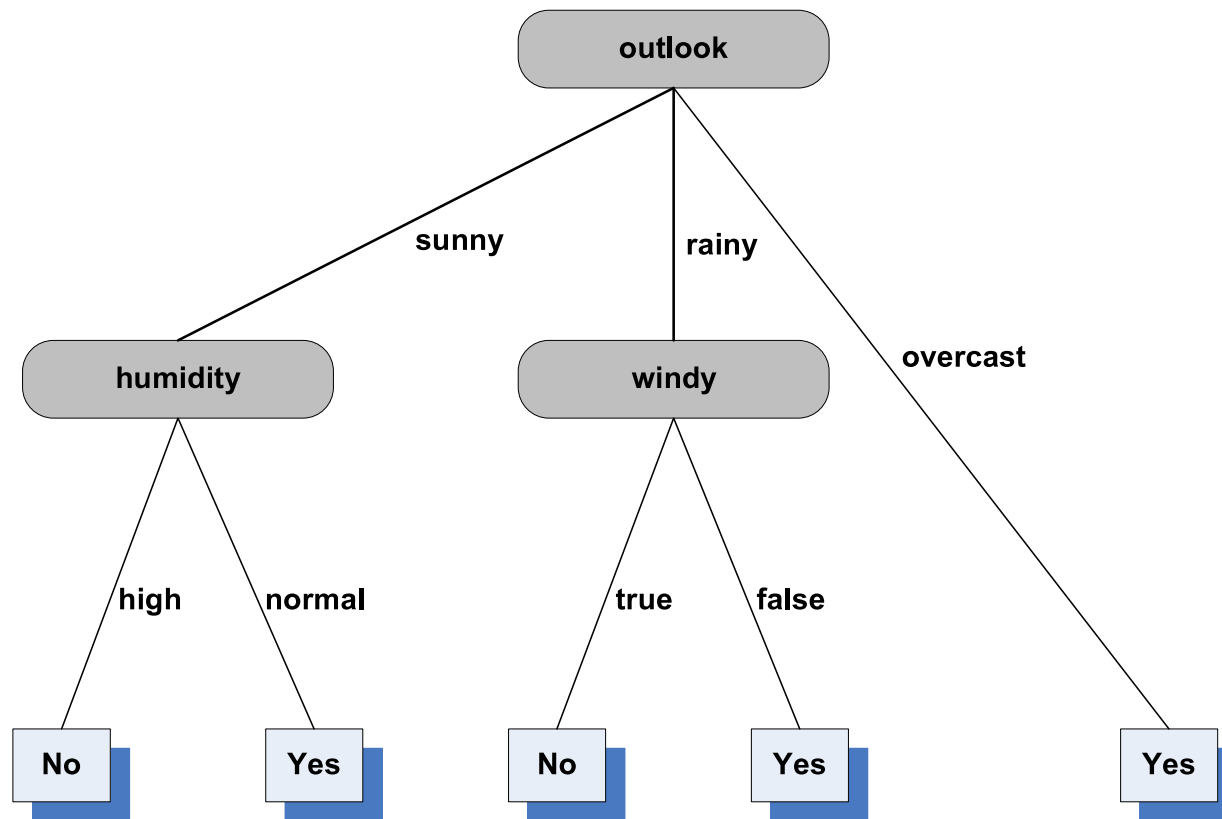 outlook
sunny
rainy
overcast
humidity
windy
high
normal
true
false
No
Yes
No
Yes
Yes